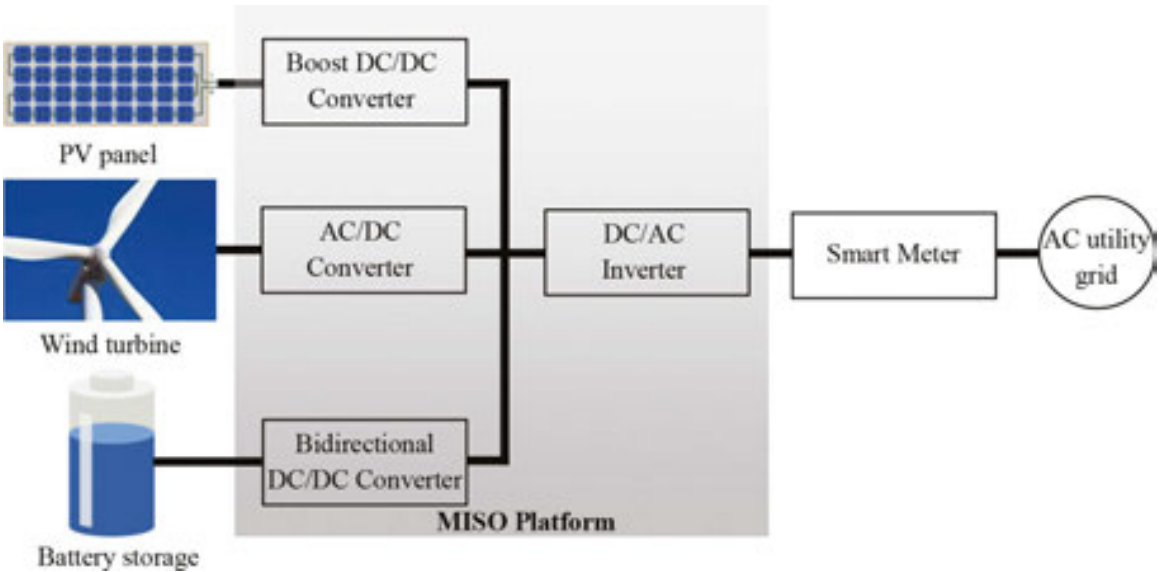 Boost DC/DC
Converter
PV panel
AC/DC
Converter
DC/AC
Inverter
Smart Meter
AC utility
grid
Wind turbine
Bidirectional
DC/DC Converter
MISO Platform
Battery storage